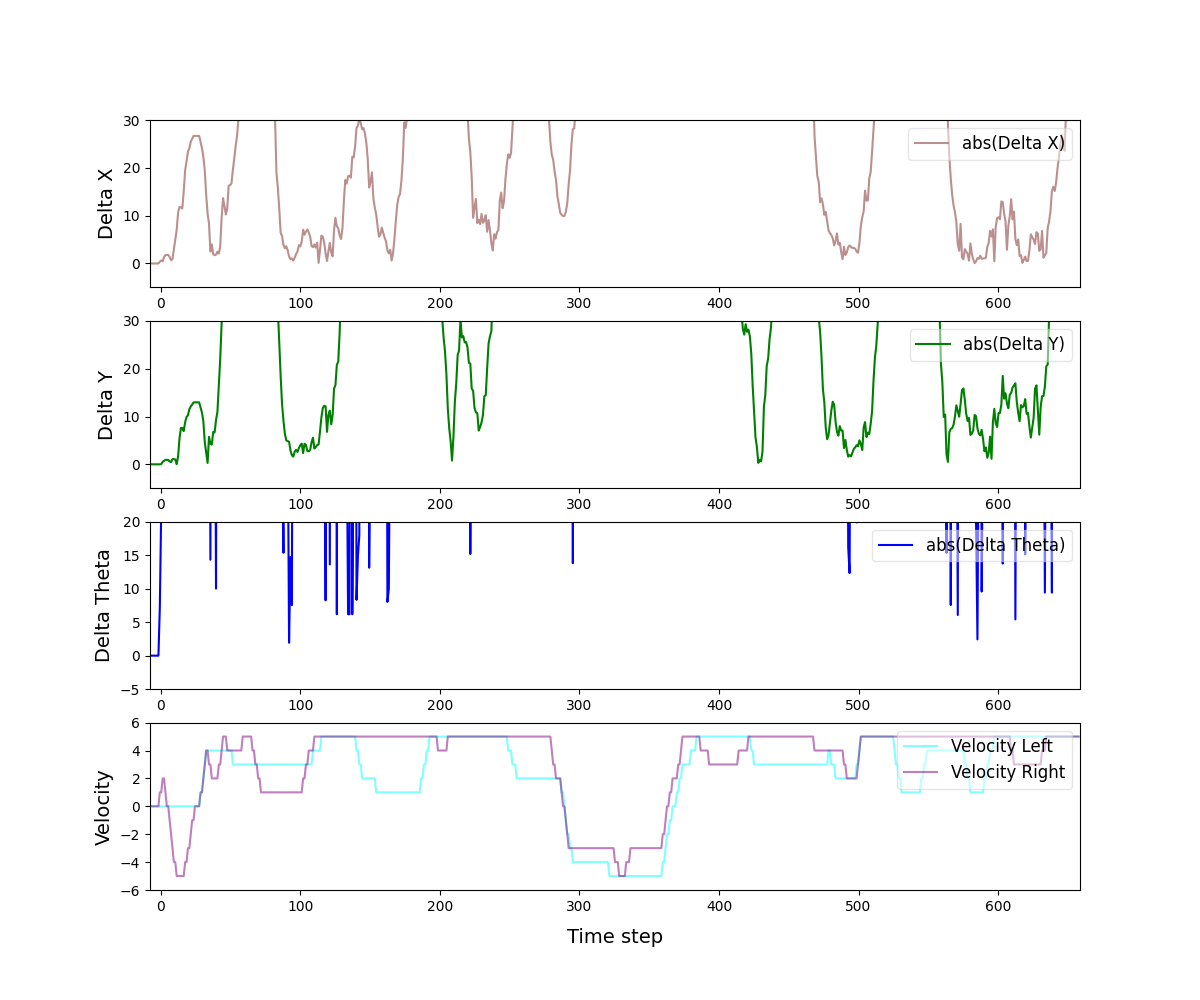 30
20
10
0
Delta X
abs(Delta X)
0 100 200 300 400 500 600
30
20
10
0
Delta Y
abs(Delta Y)
0 100 200 300 400 500 600
20
15
10
5
0
−5
Delta Theta
abs(Delta Theta)
0 100 200 300 400 500 600
6
4
2
0
−2
−4
−6
Velocity
Velocity Left
Velocity Right
0 100 200 300 400 500 600
Time step